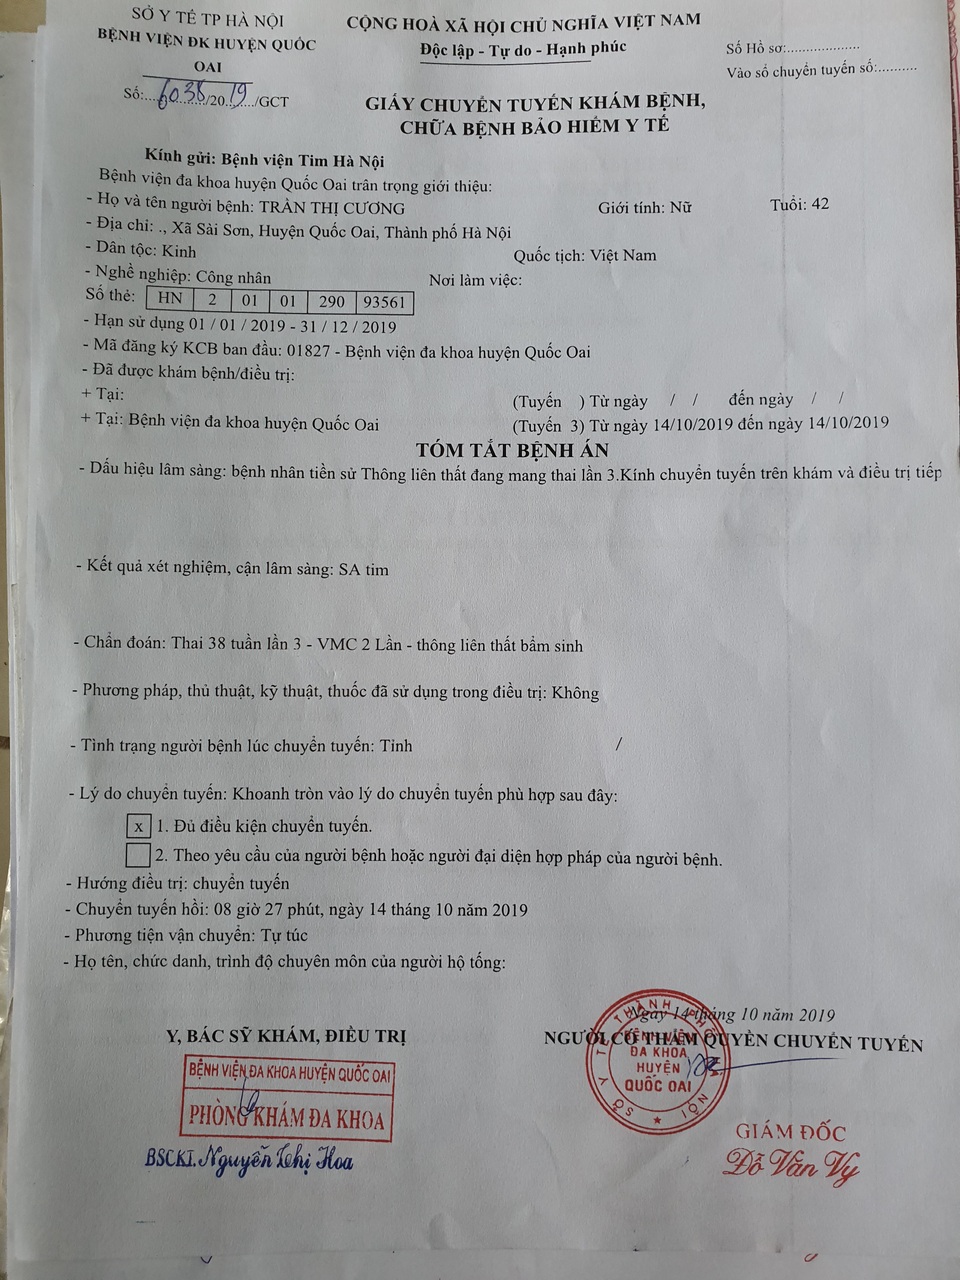 SỞ Y TẾ TP HÀ NỘI
BỆNH VIỆN ĐK HUYỆN QUỐC
OAI
Số:....6038....../20..19../GCT
CỘNG HOÀ XÃ HỘI CHỦ NGHĨA VIỆT NAM
Độc lập - Tự do - Hạnh phúc
Số Hồ sơ:...................
Vào sổ chuyển tuyến số:..........
GIẤY CHUYỂN TUYẾN KHÁM BỆNH,
CHỮA BỆNH BẢO HIỂM Y TẾ
Kính gửi: Bệnh viện Tim Hà Nội
Bệnh viện đa khoa huyện Quốc Oai trân trọng giới thiệu:
- Họ và tên người bệnh: TRẦN THỊ CƯƠNG Giới tính: Nữ Tuổi: 42
- Địa chỉ: ., Xã Sài Sơn, Huyện Quốc Oai, Thành phố Hà Nội
- Dân tộc: Kinh Quốc tịch: Việt Nam
- Nghề nghiệp: Công nhân Nơi làm việc:
Số thẻ: HN 2 01 01 290 93561
- Hạn sử dụng 01 / 01 / 2019 - 31 / 12 / 2019
- Mã đăng ký KCB ban đầu: 01827 - Bệnh viện đa khoa huyện Quốc Oai
- Đã được khám bệnh/điều trị:
+ Tại: (Tuyến ) Từ ngày / / đến ngày / /
+ Tại: Bệnh viện đa khoa huyện Quốc Oai (Tuyến 3) Từ ngày 14/10/2019 đến ngày 14/10/2019
TÓM TẮT BỆNH ÁN
- Dấu hiệu lâm sàng: bệnh nhân tiền sử Thông liên thất đang mang thai lần 3.Kính chuyển tuyến trên khám và điều trị tiếp
- Kết quả xét nghiệm, cận lâm sàng: SA tim
- Chẩn đoán: Thai 38 tuần lần 3 - VMC 2 Lần - thông liên thất bẩm sinh
- Phương pháp, thủ thuật, kỹ thuật, thuốc đã sử dụng trong điều trị: Không
- Tình trạng người bệnh lúc chuyển tuyến: Tỉnh /
- Lý do chuyển tuyến: Khoanh tròn vào lý do chuyển tuyến phù hợp sau đây:
x 1. Đủ điều kiện chuyển tuyến.
2. Theo yêu cầu của người bệnh hoặc người đại diện hợp pháp của người bệnh.
- Hướng điều trị: chuyển tuyến
- Chuyển tuyến hồi: 08 giờ 27 phút, ngày 14 tháng 10 năm 2019
- Phương tiện vận chuyển: Tự túc
- Họ tên, chức danh, trình độ chuyên môn của người hộ tống:
Ngày 14 tháng 10 năm 2019
Y, BÁC SỸ KHÁM, ĐIỀU TRỊ
NGƯỜI CÓ THẨM QUYỀN CHUYỂN TUYẾN
BỆNH VIỆN ĐA KHOA HUYỆN QUỐC OAI
PHÒNG KHÁM ĐA KHOA
BSCKI. Nguyễn Thị Hoa
SỞ Y TẾ THÀNH PHỐ HÀ NỘI
BỆNH VIỆN
ĐA KHOA
HUYỆN
QUỐC OAI
GIÁM ĐỐC
Đỗ Văn Vỵ